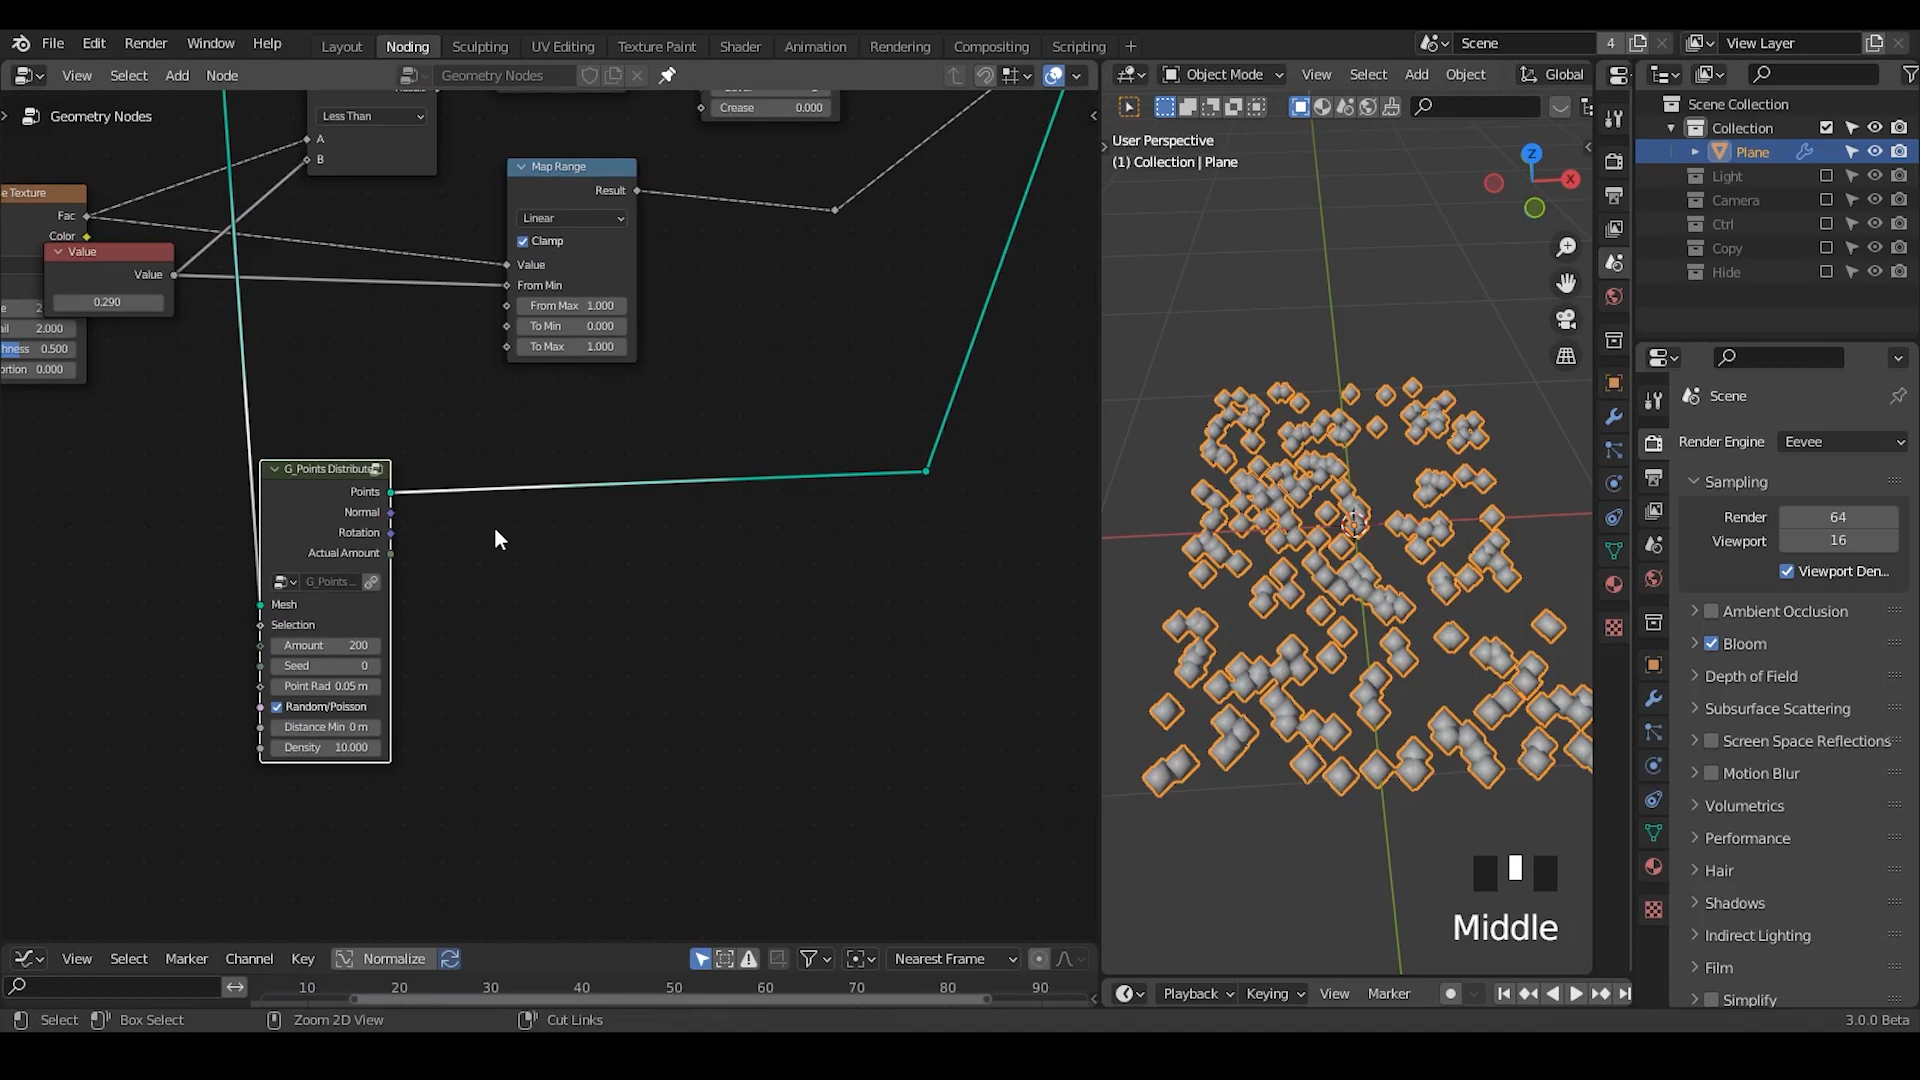 File Edit Render Window Help
Layout Noding Sculpting UV Editing Texture Paint Shader Animation Rendering Compositing Scripting +
Scene 4 View Layer
View Select Add Node Geometry Nodes
Object Mode View Select Add Object Global
Geometry Nodes
Less Than
A
B
Crease 0.000
e Texture
Fac
Color
Value
Value
0.290
2.000
0.500
0.000
Map Range
Result
Linear
Clamp
Value
From Min
From Max 1.000
To Min 0.000
To Max 1.000
G_Points Distribute
Points
Normal
Rotation
Actual Amount
G_Points ...
Mesh
Selection
Amount 200
Seed 0
Point Rad 0.05 m
Random/Poisson
Distance Min 0 m
Density 10.000
User Perspective
(1) Collection | Plane
Z
X
Middle
Scene Collection
Collection
Plane
Light
Camera
Ctrl
Copy
Hide
Scene
Render Engine Eevee
Sampling
Render 64
Viewport 16
Viewport Den...
Ambient Occlusion
Bloom
Depth of Field
Subsurface Scattering
Screen Space Reflections
Motion Blur
Volumetrics
Performance
Hair
Shadows
Indirect Lighting
Film
Simplify
View Select Marker Channel Key Normalize Nearest Frame
10 20 30 40 50 60 70 80 90
Playback Keying View Marker
Select Box Select Zoom 2D View Cut Links 3.0.0 Beta